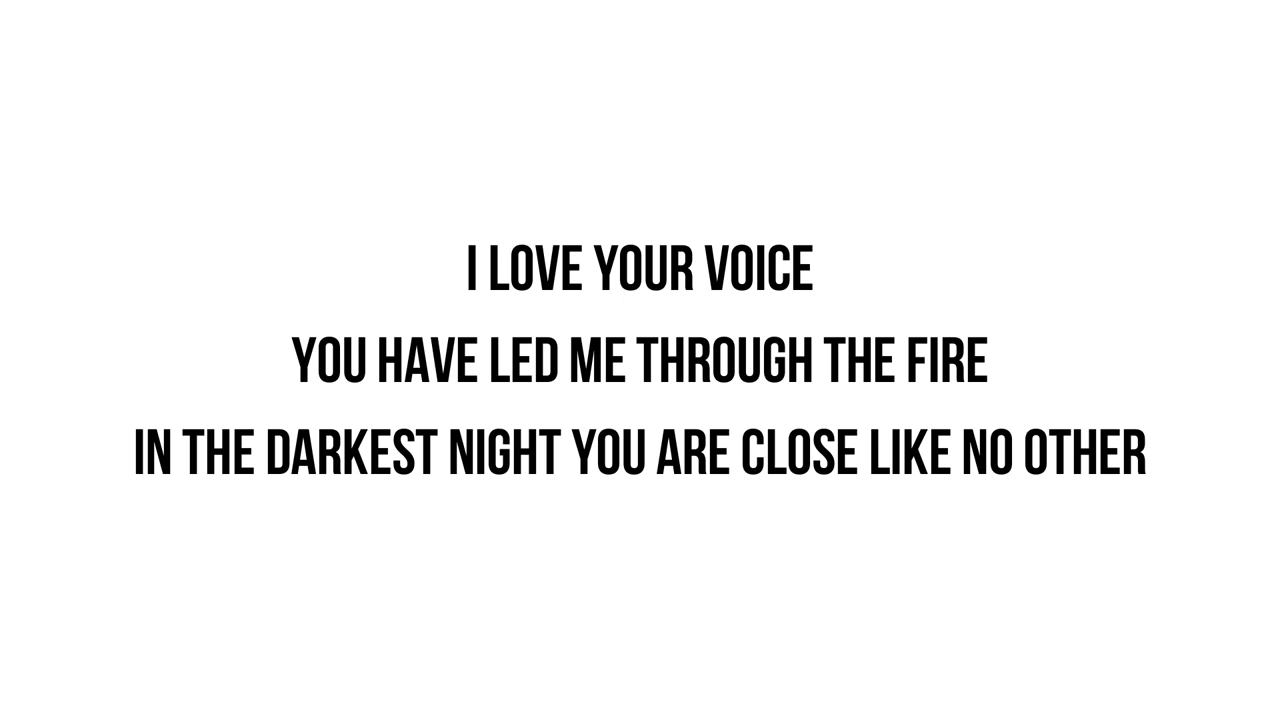 I LOVE YOUR VOICE
YOU HAVE LED ME THROUGH THE FIRE
IN THE DARKEST NIGHT YOU ARE CLOSE LIKE NO OTHER